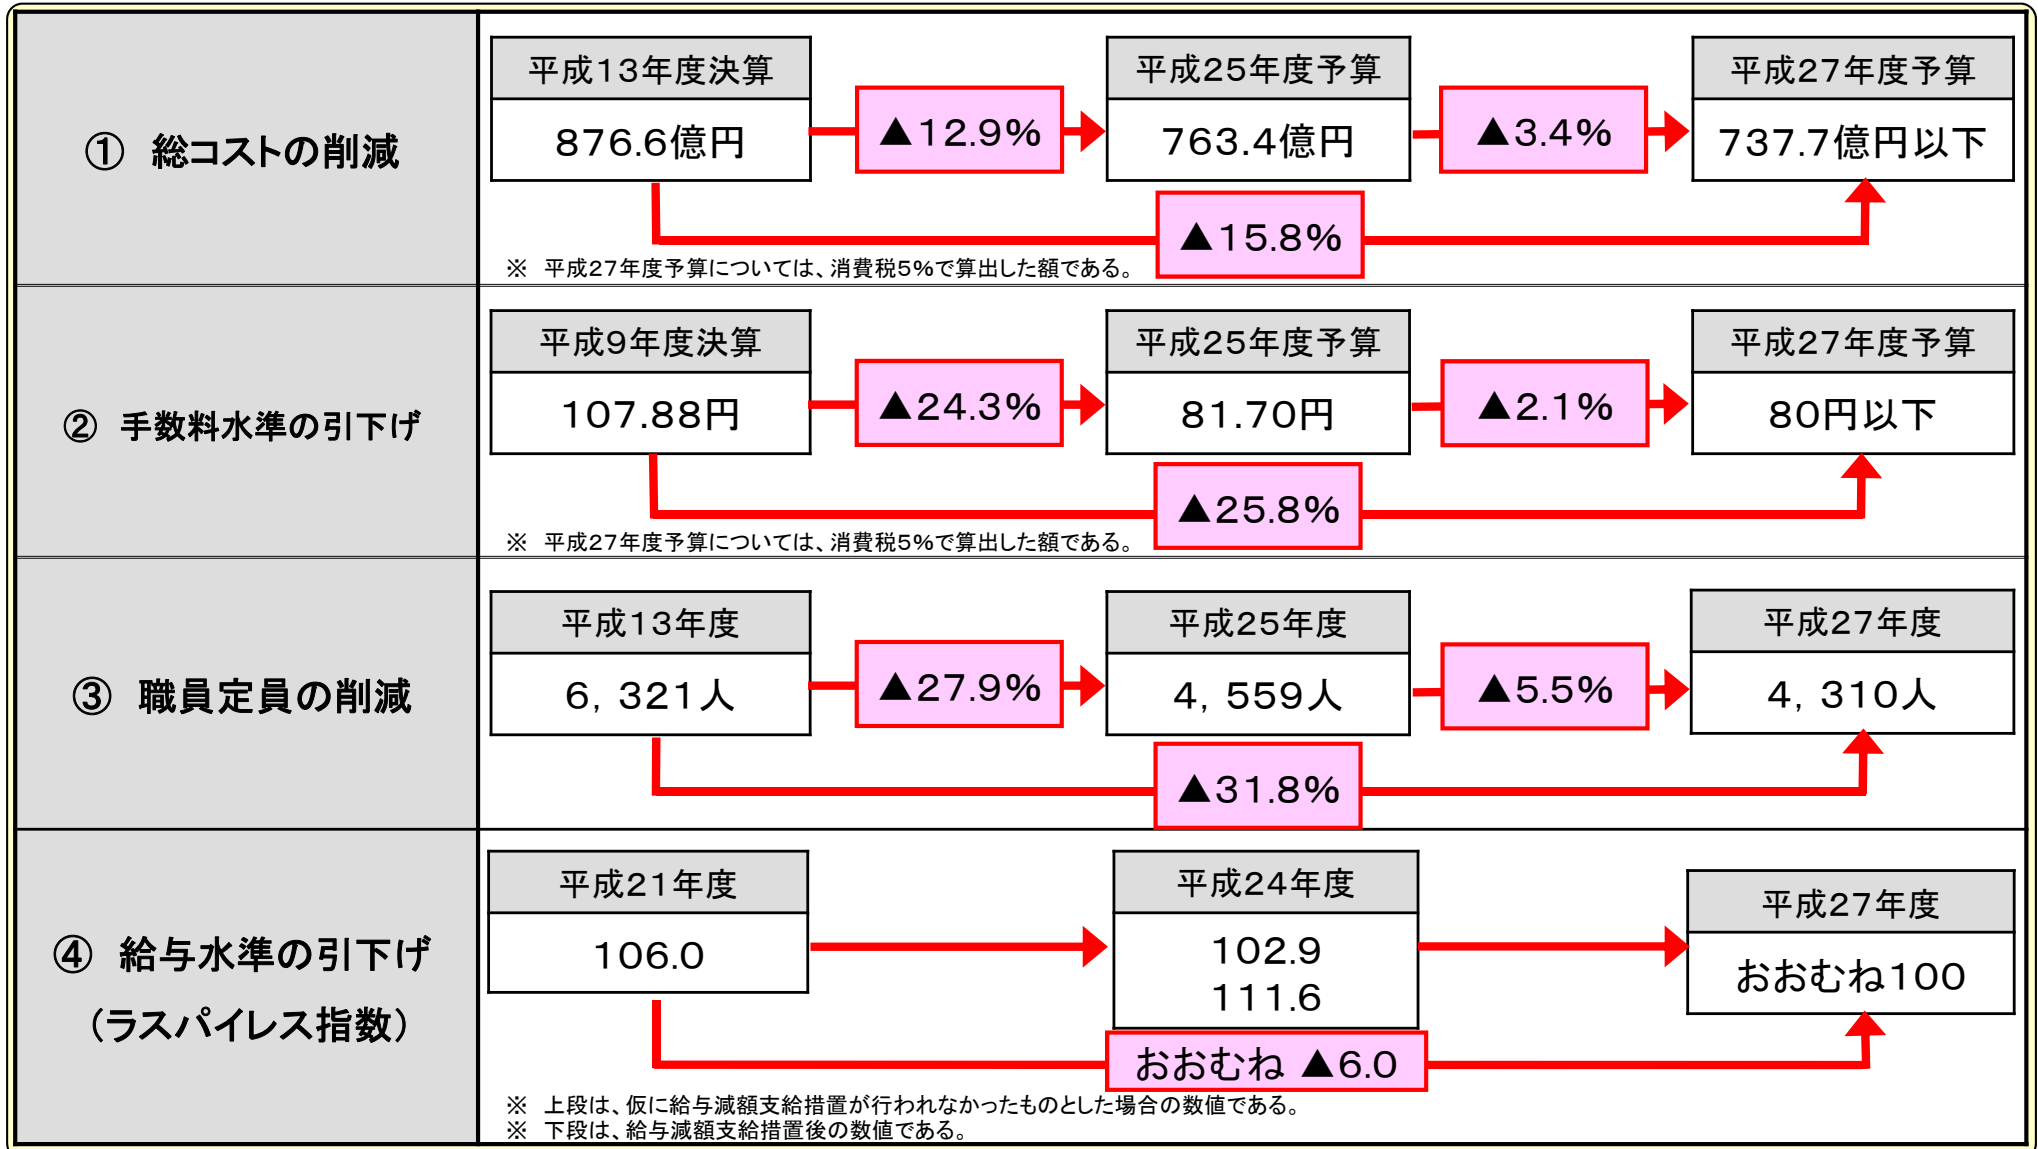 ① 総コストの削減
平成13年度決算
876.6億円
▲12.9%
平成25年度予算
763.4億円
▲3.4%
平成27年度予算
737.7億円以下
▲15.8%
※ 平成27年度予算については、消費税5%で算出した額である。
② 手数料水準の引下げ
平成9年度決算
107.88円
▲24.3%
平成25年度予算
81.70円
▲2.1%
平成27年度予算
80円以下
▲25.8%
※ 平成27年度予算については、消費税5%で算出した額である。
③ 職員定員の削減
平成13年度
6,321人
▲27.9%
平成25年度
4,559人
▲5.5%
平成27年度
4,310人
▲31.8%
④ 給与水準の引下げ
(ラスパイレス指数)
平成21年度
106.0
平成24年度
102.9
111.6
平成27年度
おおむね100
おおむね ▲6.0
※ 上段は、仮に給与減額支給措置が行われなかったものとした場合の数値である。
※ 下段は、給与減額支給措置後の数値である。